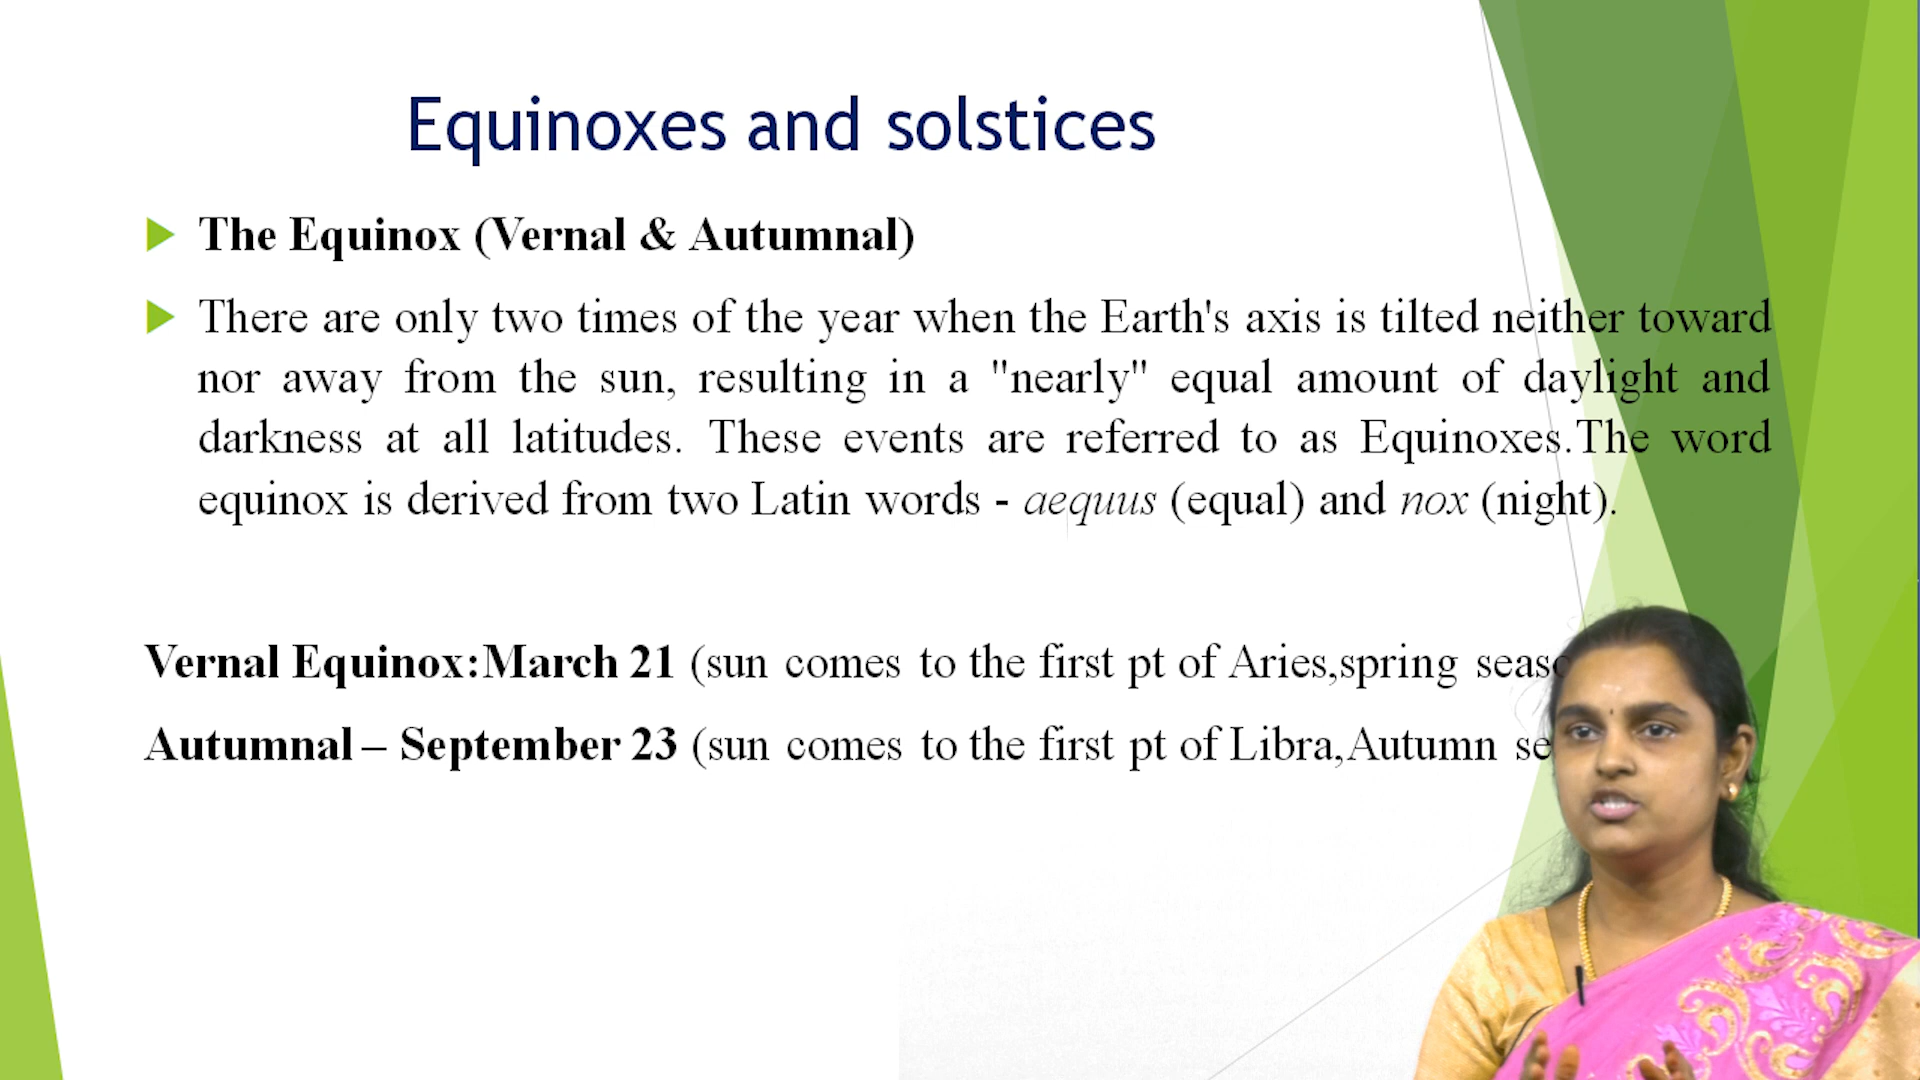 Equinoxes and solstices
The Equinox (Vernal & Autumnal)
There are only two times of the year when the Earth's axis is tilted neither toward
nor away from the sun, resulting in a "nearly" equal amount of daylight and
darkness at all latitudes. These events are referred to as Equinoxes.The word
equinox is derived from two Latin words - aequus (equal) and nox (night).
Vernal Equinox:March 21 (sun comes to the first pt of Aries,spring
Autumnal – September 23 (sun comes to the first pt of Libra,Autumn